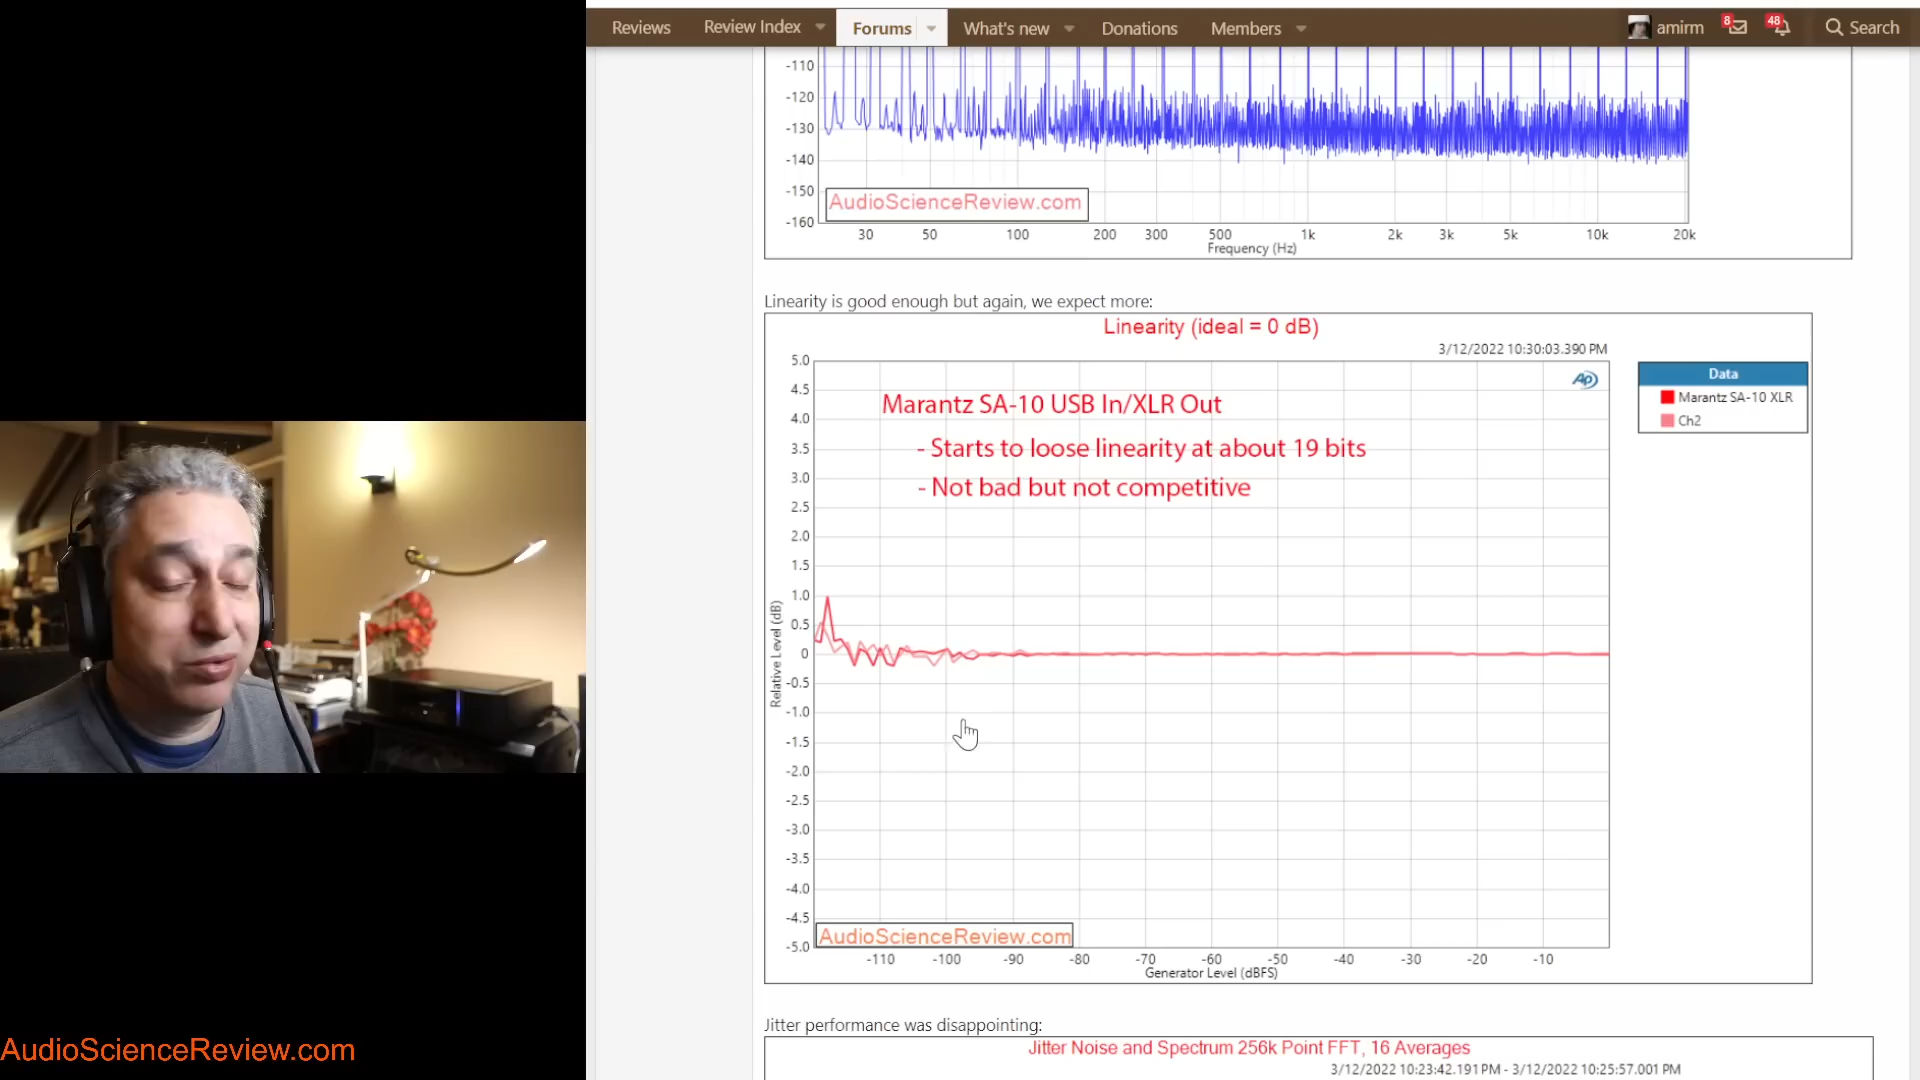 Reviews Review Index Forums What's new Donations Members amirm 8 48 Search
-110
-120
-130
-140
-150
-160
AudioScienceReview.com
30 50 100 200 300 500 1k 2k 3k 5k 10k 20k
Frequency (Hz)
Linearity is good enough but again, we expect more:
Linearity (ideal = 0 dB)
3/12/2022 10:30:03.390 PM
Data
Marantz SA-10 XLR
Ch2
Marantz SA-10 USB In/XLR Out
- Starts to loose linearity at about 19 bits
- Not bad but not competitive
5.0
4.5
4.0
3.5
3.0
2.5
2.0
1.5
1.0
0.5
0
-0.5
-1.0
-1.5
-2.0
-2.5
-3.0
-3.5
-4.0
-4.5
-5.0
Relative Level (dB)
AP
AudioScienceReview.com
-110 -100 -90 -80 -70 -60 -50 -40 -30 -20 -10
Generator Level (dBFS)
Jitter performance was disappointing:
Jitter Noise and Spectrum 256k Point FFT, 16 Averages
3/12/2022 10:23:42.191 PM - 3/12/2022 10:25:57.001 PM
AudioScienceReview.com